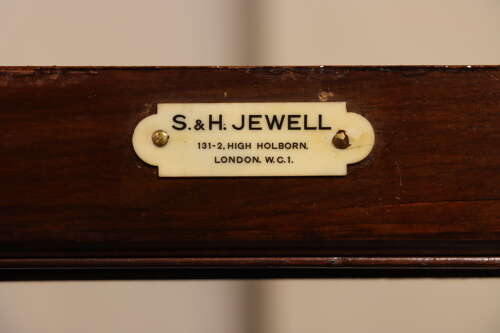 S. & H. JEWELL
131-2, HIGH HOLBORN,
LONDON. W.C.1.